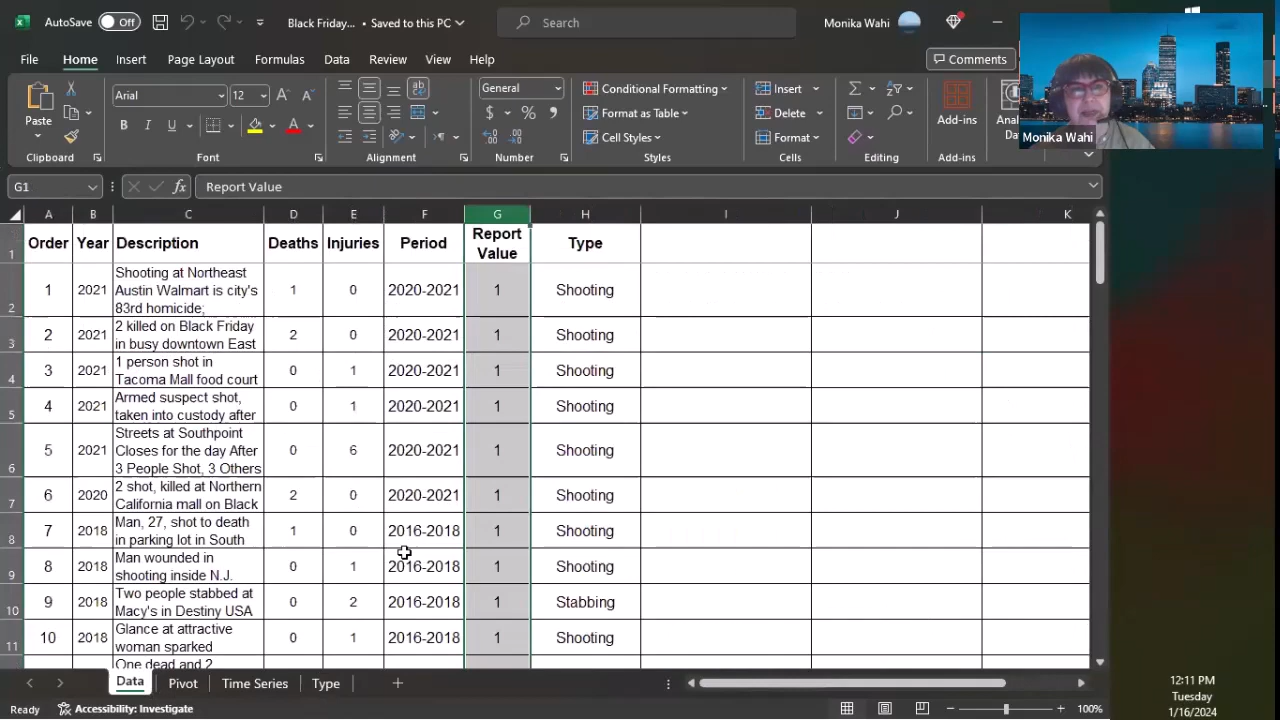 AutoSave Off Black Friday... • Saved to this PC Search Monika Wahi
File Home Insert Page Layout Formulas Data Review View Help Comments
Arial 12 General Conditional Formatting Insert
Paste Format as Table Delete Add-ins
B I U A $ % Cell Styles Format
Monika Wahi
Clipboard Font Alignment Number Styles Cells Editing Add-ins
G1 fx Report Value
A B C D E F G H I J K
1 Order Year Description Deaths Injuries Period Report Value Type
2 1 2021 Shooting at Northeast Austin Walmart is city's 83rd homicide; 1 0 2020-2021 1 Shooting
3 2 2021 2 killed on Black Friday in busy downtown East 2 0 2020-2021 1 Shooting
4 3 2021 1 person shot in Tacoma Mall food court 0 1 2020-2021 1 Shooting
5 4 2021 Armed suspect shot, taken into custody after 0 1 2020-2021 1 Shooting
6 5 2021 Streets at Southpoint Closes for the day After 3 People Shot, 3 Others 0 6 2020-2021 1 Shooting
7 6 2020 2 shot, killed at Northern California mall on Black 2 0 2020-2021 1 Shooting
8 7 2018 Man, 27, shot to death in parking lot in South 1 0 2016-2018 1 Shooting
9 8 2018 Man wounded in shooting inside N.J. 0 1 2016-2018 1 Shooting
10 9 2018 Two people stabbed at Macy's in Destiny USA 0 2 2016-2018 1 Stabbing
11 10 2018 Glance at attractive woman sparked 0 1 2016-2018 1 Shooting
One dead and 2
Data Pivot Time Series Type
Ready Accessibility: Investigate 100%
12:11 PM
Tuesday
1/16/2024